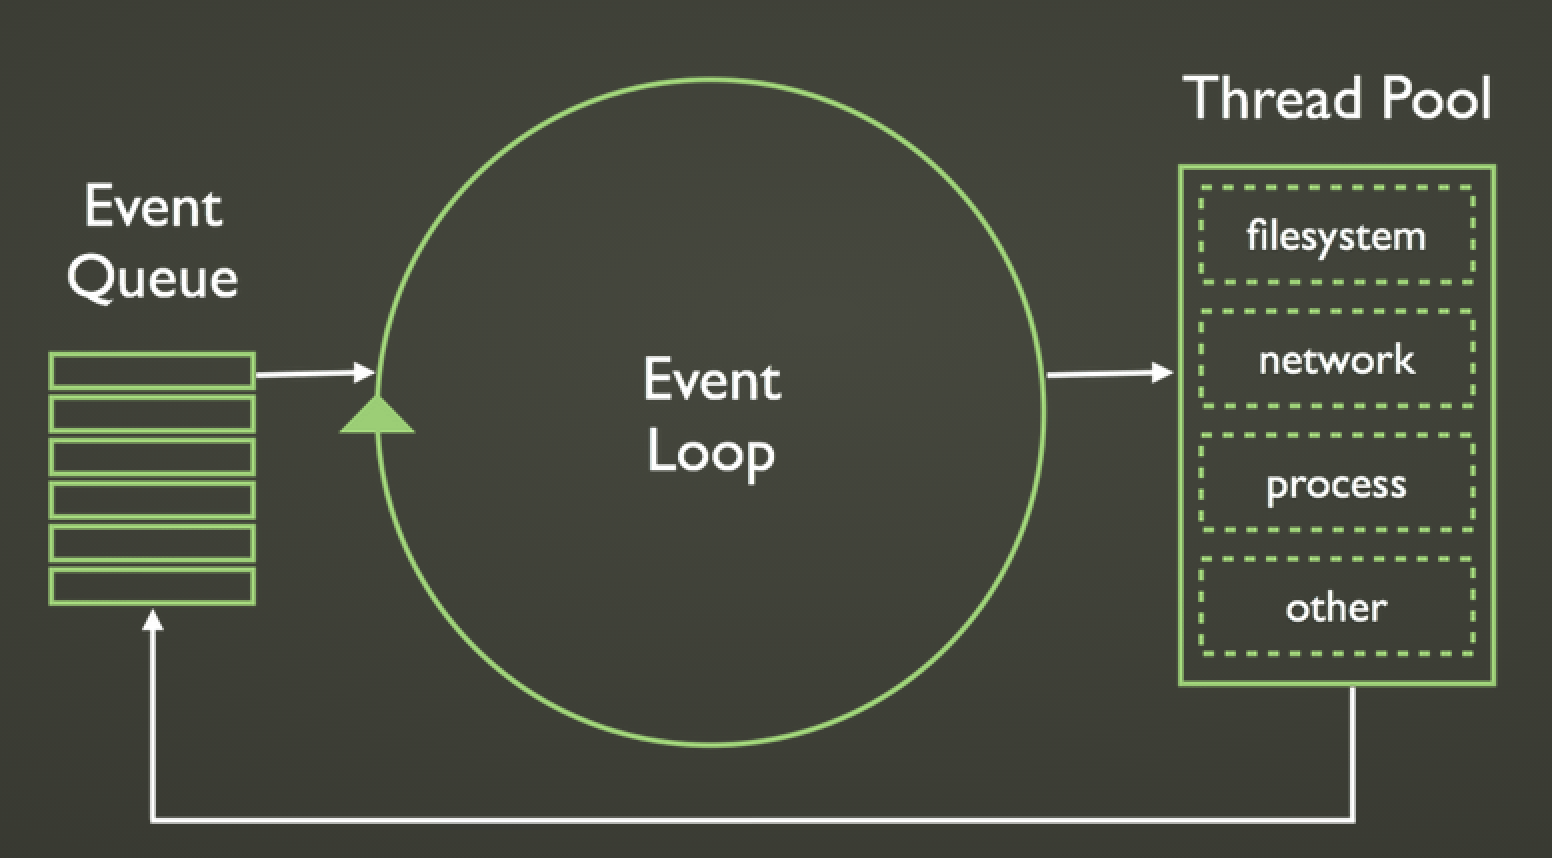 Event
Queue
Event
Loop
Thread Pool
filesystem
network
process
other